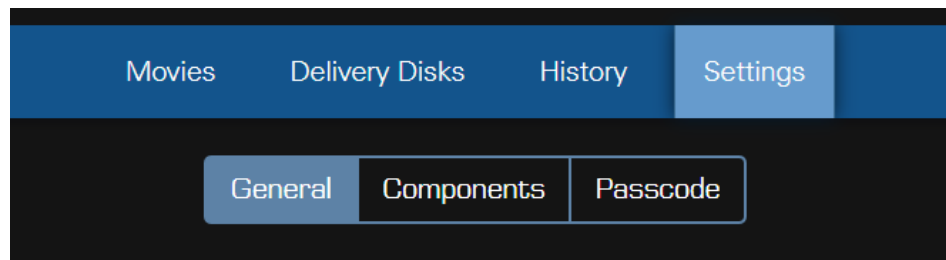 Movies Delivery Disks History Settings
General Components Passcode